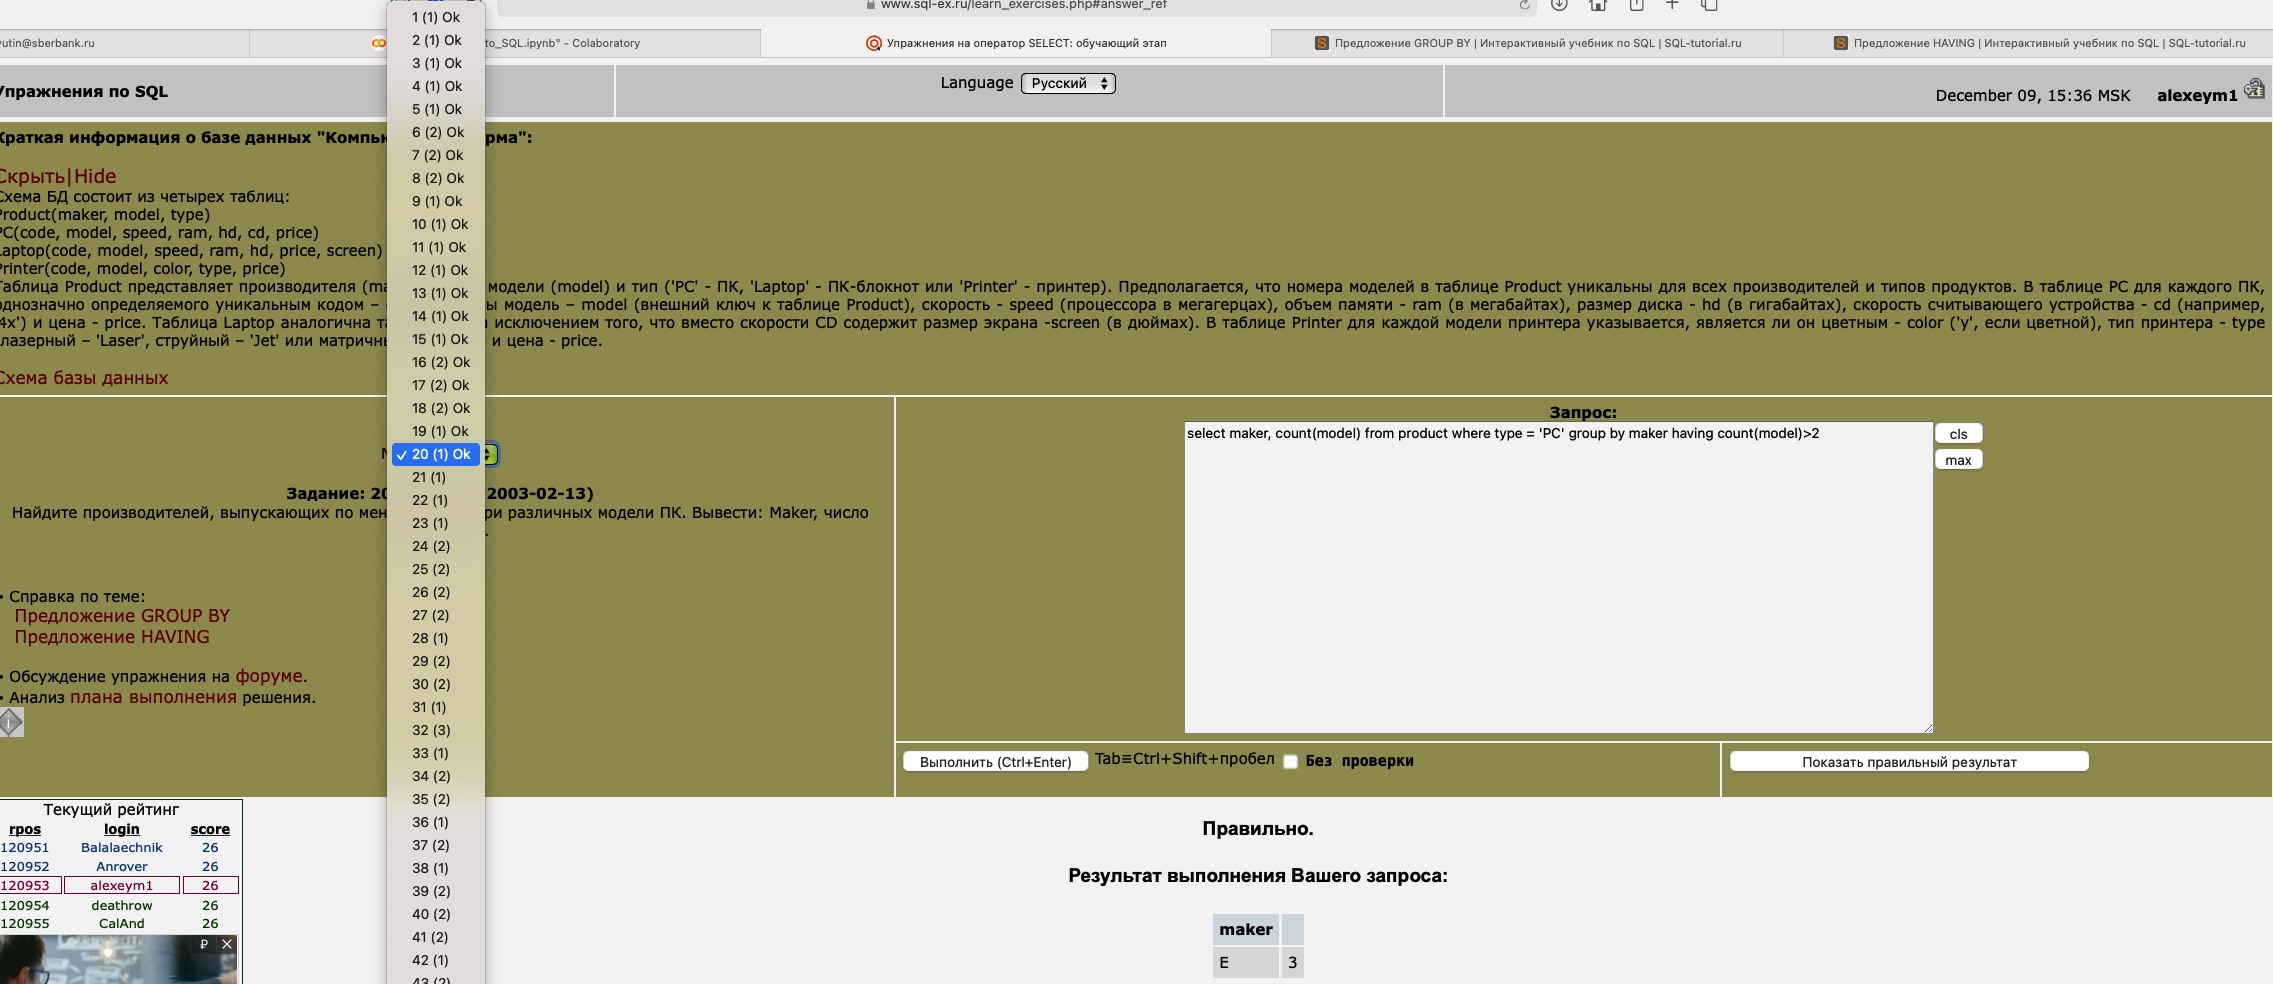 www.sql-ex.ru/learn_exercises.php#answer_ref
yutin@sberbank.ru
to_SQL.ipynb" - Colaboratory
Упражнения на оператор SELECT: обучающий этап
Предложение GROUP BY | Интерактивный учебник по SQL | SQL-tutorial.ru
Предложение HAVING | Интерактивный учебник по SQL | SQL-tutorial.ru
Упражнения по SQL
Language Русский
December 09, 15:36 MSK alexeym1
Краткая информация о базе данных "Компь рма":
Скрыть|Hide
Схема БД состоит из четырех таблиц:
Product(maker, model, type)
PC(code, model, speed, ram, hd, cd, price)
Laptop(code, model, speed, ram, hd, price, screen)
Printer(code, model, color, type, price)
Таблица Product представляет производителя (ma модели (model) и тип ('PC' - ПК, 'Laptop' - ПК-блокнот или 'Printer' - принтер). Предполагается, что номера моделей в таблице Product уникальны для всех производителей и типов продуктов. В таблице PC для каждого ПК,
однозначно определяемого уникальным кодом – ы модель – model (внешний ключ к таблице Product), скорость - speed (процессора в мегагерцах), объем памяти - ram (в мегабайтах), размер диска - hd (в гигабайтах), скорость считывающего устройства - cd (например,
'4x') и цена - price. Таблица Laptop аналогична та исключением того, что вместо скорости CD содержит размер экрана -screen (в дюймах). В таблице Printer для каждой модели принтера указывается, является ли он цветным - color ('y', если цветной), тип принтера - type
(лазерный – 'Laser', струйный – 'Jet' или матричн и цена - price.
Схема базы данных
1 (1) Ok
2 (1) Ok
3 (1) Ok
4 (1) Ok
5 (1) Ok
6 (2) Ok
7 (2) Ok
8 (2) Ok
9 (1) Ok
10 (1) Ok
11 (1) Ok
12 (1) Ok
13 (1) Ok
14 (1) Ok
15 (1) Ok
16 (2) Ok
17 (2) Ok
18 (2) Ok
19 (1) Ok
✓ 20 (1) Ok
21 (1)
22 (1)
23 (1)
24 (2)
25 (2)
26 (2)
27 (2)
28 (1)
29 (2)
30 (2)
31 (1)
32 (3)
33 (1)
34 (2)
35 (2)
36 (1)
37 (2)
38 (1)
39 (2)
40 (2)
41 (2)
42 (1)
43 (2)
Задание: 20 2003-02-13)
Найдите производителей, выпускающих по мен ри различных модели ПК. Вывести: Maker, число
.
• Справка по теме:
Предложение GROUP BY
Предложение HAVING
• Обсуждение упражнения на форуме.
• Анализ плана выполнения решения.
Запрос:
select maker, count(model) from product where type = 'PC' group by maker having count(model)>2
cls
max
Выполнить (Ctrl+Enter) Tab≡Ctrl+Shift+пробел Без проверки
Показать правильный результат
Текущий рейтинг
rpos login score
120951 Balalaechnik 26
120952 Anrover 26
120953 alexeym1 26
120954 deathrow 26
120955 CalAnd 26
₽
Правильно.
Результат выполнения Вашего запроса:
maker
E 3